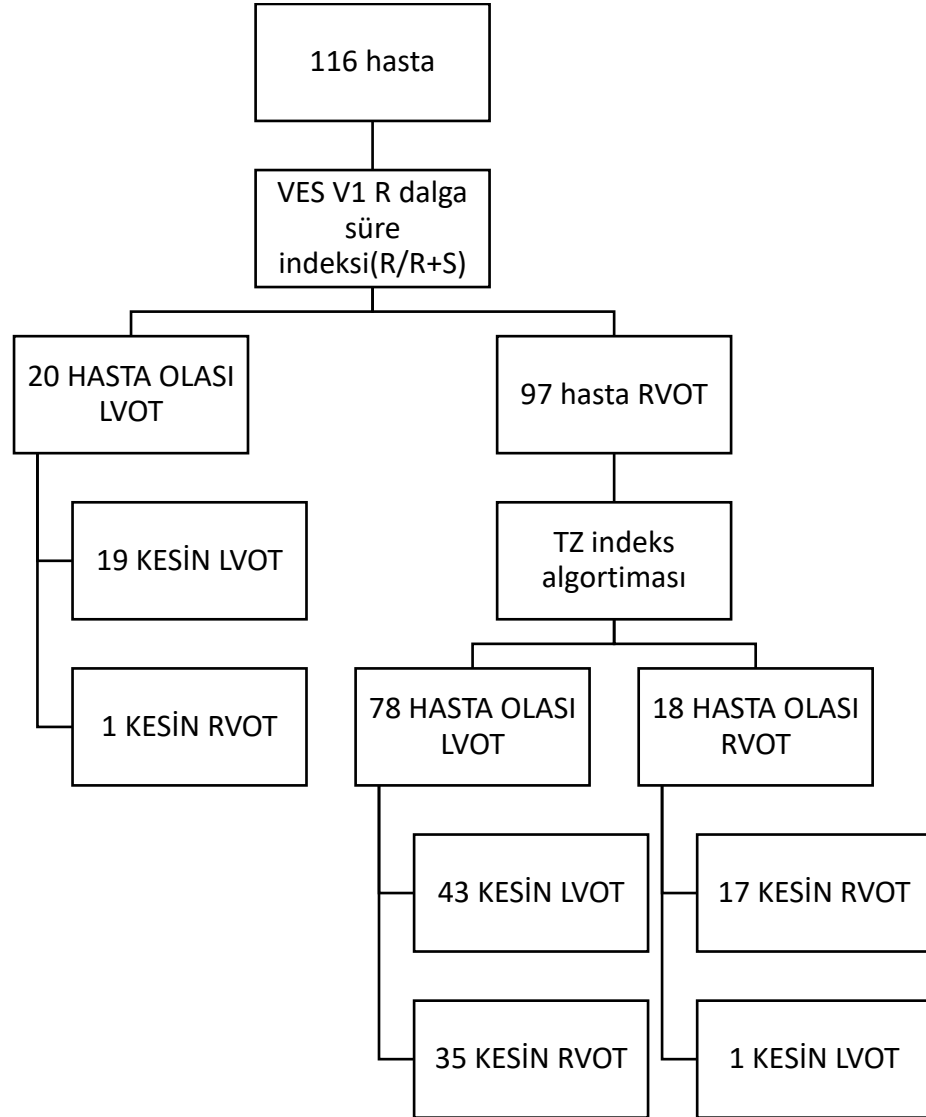 116 hasta
VES V1 R dalga
süre
indeksi(R/R+S)
20 HASTA OLASI
LVOT
97 hasta RVOT
19 KESİN LVOT
TZ indeks
algortiması
1 KESİN RVOT
78 HASTA OLASI
LVOT
18 HASTA OLASI
RVOT
43 KESİN LVOT
17 KESİN RVOT
35 KESİN RVOT
1 KESİN LVOT